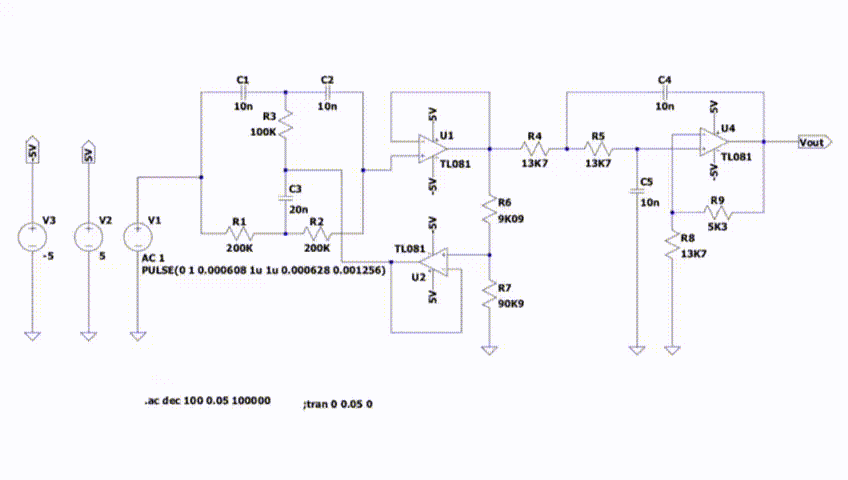 C1
10n
C2
10n
R3
100K
C3
20n
R1
200K
R2
200K
-5V
V3
-5
5V
V2
5
V1
AC 1
PULSE(0 1 0.000608 1u 1u 0.000628 0.001256)
5V
U1
TL081
-5V
-5V
TL081
U2
5V
R6
9K09
R7
90K9
R4
13K7
R5
13K7
C4
10n
C5
10n
5V
U4
TL081
-5V
R9
5K3
R8
13K7
Vout
.ac dec 100 0.05 100000
;tran 0 0.05 0